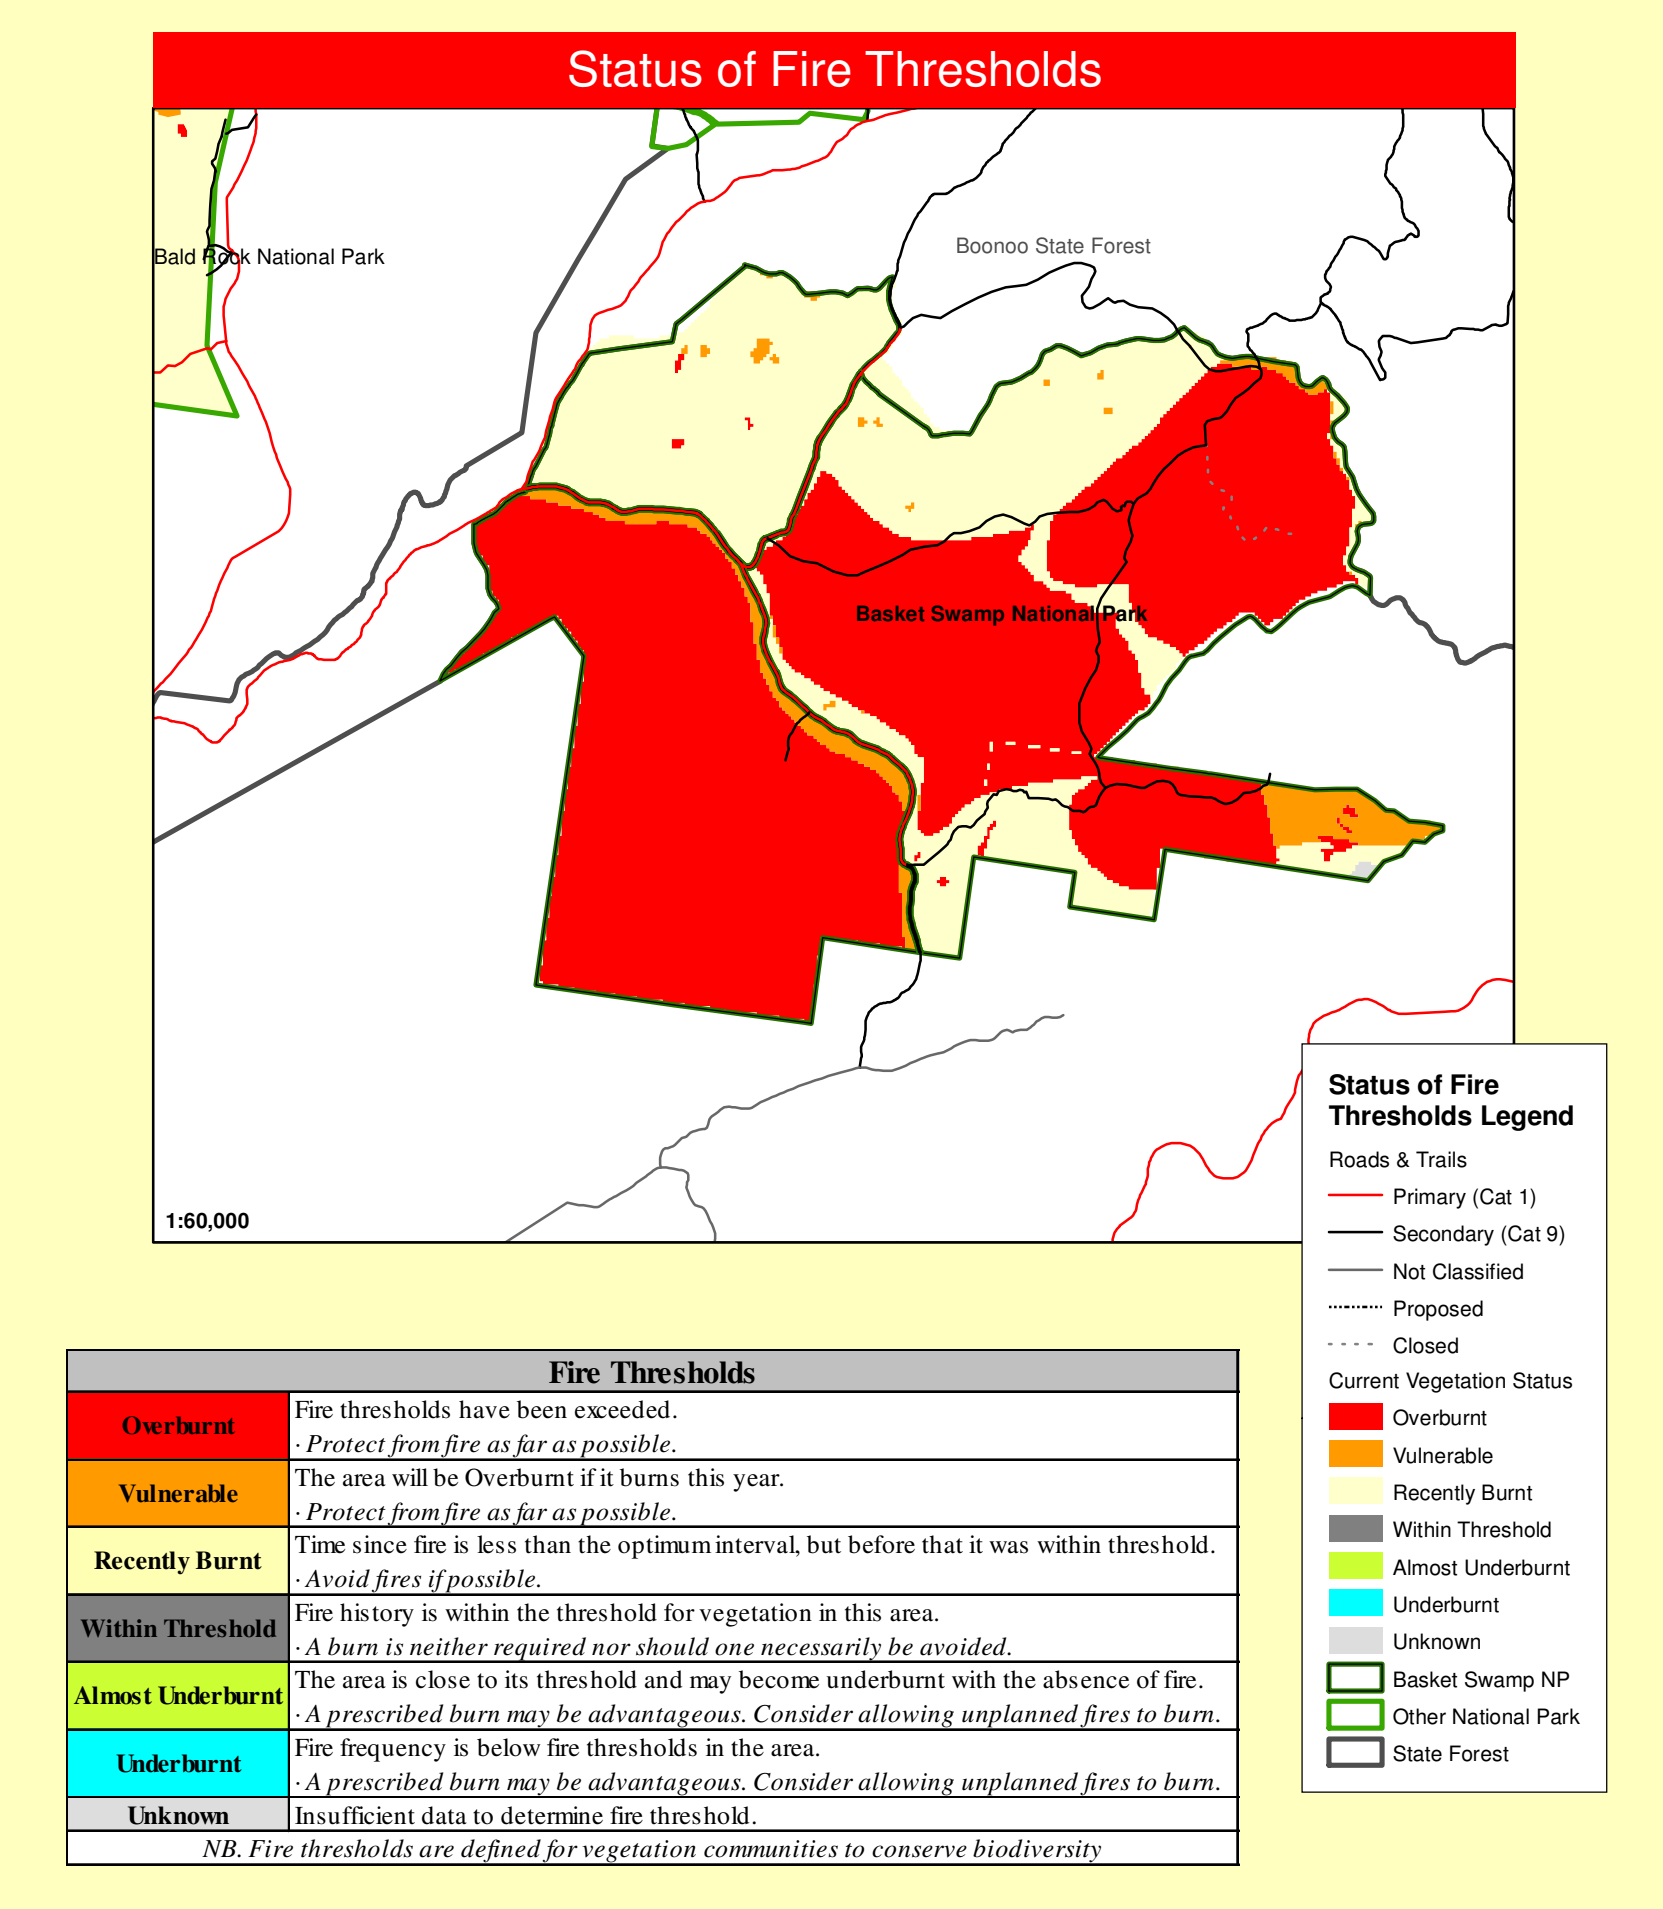 Status of Fire Thresholds
Bald Rock National Park
Boonoo State Forest
Basket Swamp National Park
1:60,000
Status of Fire
Thresholds Legend
Roads & Trails
Primary (Cat 1)
Secondary (Cat 9)
Not Classified
Proposed
Closed
Current Vegetation Status
Overburnt
Vulnerable
Recently Burnt
Within Threshold
Almost Underburnt
Underburnt
Unknown
Basket Swamp NP
Other National Park
State Forest
Fire Thresholds
Overburnt
Fire thresholds have been exceeded.
· Protect from fire as far as possible.
Vulnerable
The area will be Overburnt if it burns this year.
· Protect from fire as far as possible.
Recently Burnt
Time since fire is less than the optimum interval, but before that it was within threshold.
· Avoid fires if possible.
Within Threshold
Fire history is within the threshold for vegetation in this area.
· A burn is neither required nor should one necessarily be avoided.
Almost Underburnt
The area is close to its threshold and may become underburnt with the absence of fire.
· A prescribed burn may be advantageous. Consider allowing unplanned fires to burn.
Underburnt
Fire frequency is below fire thresholds in the area.
· A prescribed burn may be advantageous. Consider allowing unplanned fires to burn.
Unknown
Insufficient data to determine fire threshold.
NB. Fire thresholds are defined for vegetation communities to conserve biodiversity